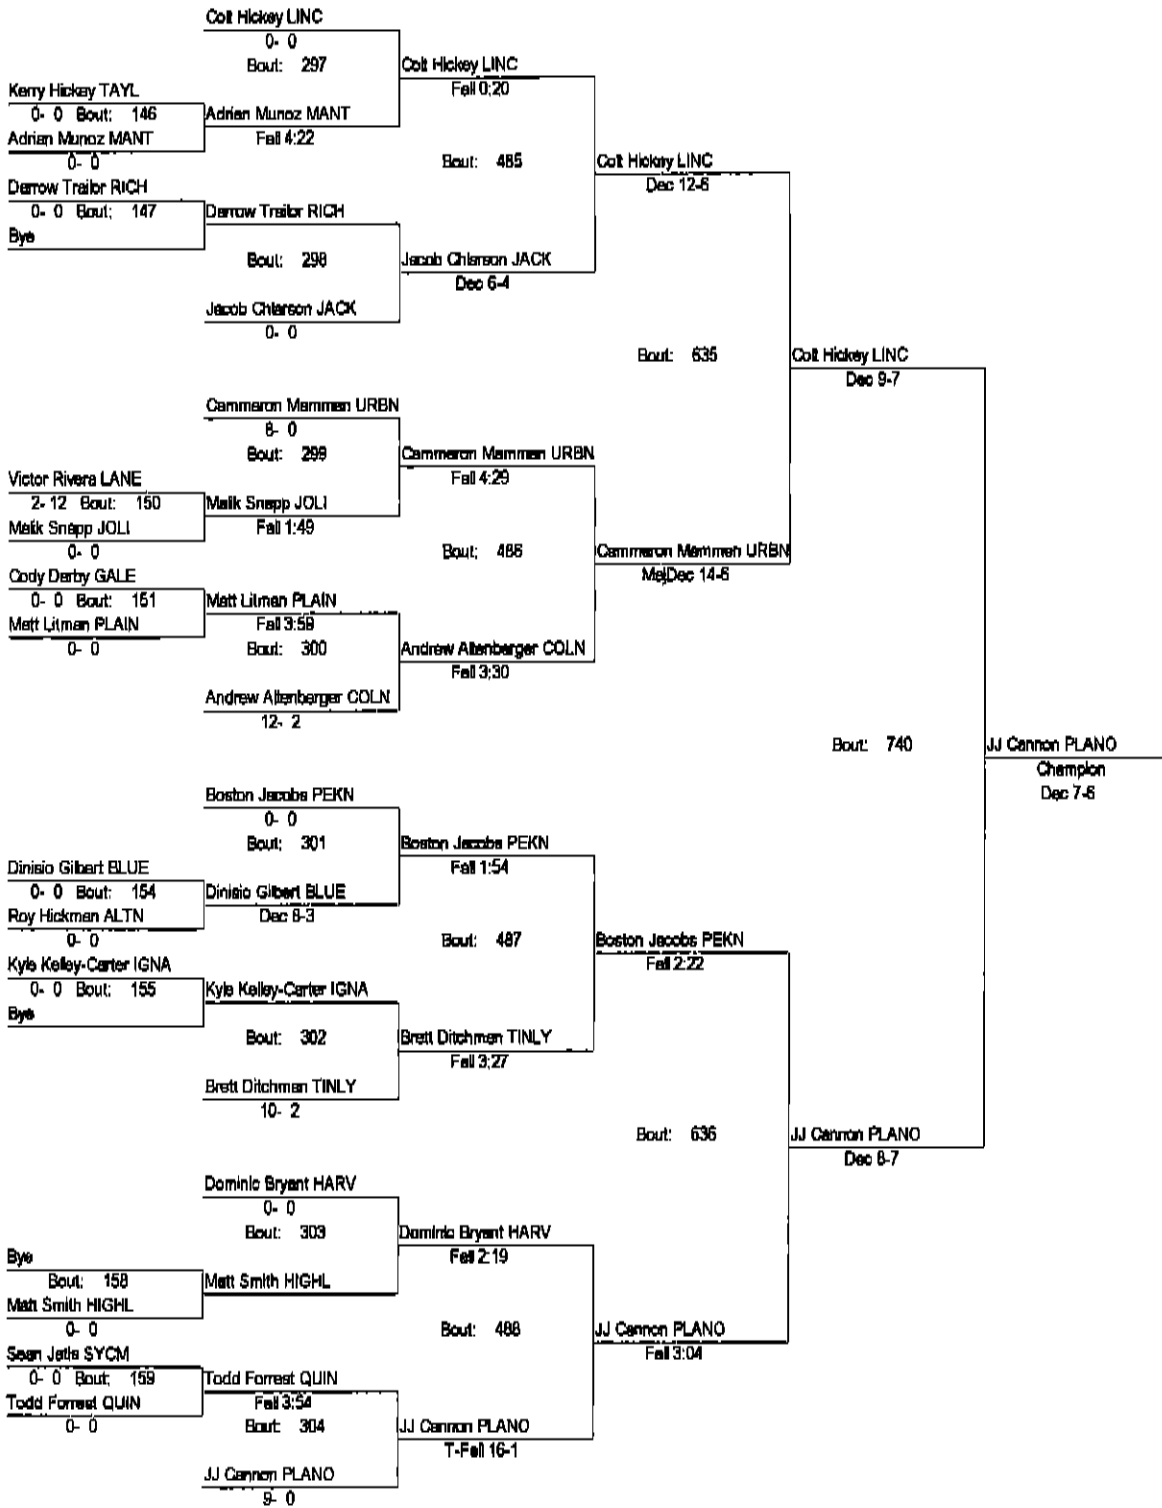 Colt Hickey LINC
0- 0
Bout: 297
Colt Hickey LINC
Fall 0:20
Kerry Hickey TAYL
0- 0 Bout: 146
Adrian Munoz MANT
Adrian Munoz MANT
Fall 4:22
0- 0
Bout: 485
Colt Hickey LINC
Dec 12-6
Derrow Trailor RICH
0- 0 Bout: 147
Derrow Trailor RICH
Bye
Bout: 298
Jacob Chiarson JACK
Dec 6-4
Jacob Chiarson JACK
0- 0
Bout: 635
Colt Hickey LINC
Dec 9-7
Cammaron Mamman URBN
8- 0
Bout: 299
Cammaron Mamman URBN
Fall 4:29
Victor Rivera LANE
2- 12 Bout: 150
Malik Snapp JOLI
Malik Snapp JOLI
Fall 1:49
0- 0
Bout: 486
Cammaron Mamman URBN
MajDec 14-6
Cody Darby GALE
0- 0 Bout: 151
Matt Litman PLAIN
Matt Litman PLAIN
Fall 3:59
0- 0
Bout: 300
Andrew Altenberger COLN
Fall 3:30
Andrew Altenberger COLN
12- 2
Bout: 740
JJ Cannon PLANO
Champion
Dec 7-6
Boston Jacobs PEKN
0- 0
Bout: 301
Boston Jacobs PEKN
Fall 1:54
Dinisio Gilbert BLUE
0- 0 Bout: 154
Dinisio Gilbert BLUE
Roy Hickman ALTN
Dec 8-3
0- 0
Bout: 487
Boston Jacobs PEKN
Fall 2:22
Kyle Kelley-Carter IGNA
0- 0 Bout: 155
Kyle Kelley-Carter IGNA
Bye
Bout: 302
Brett Ditchman TINLY
Fall 3:27
Brett Ditchman TINLY
10- 2
Bout: 636
JJ Cannon PLANO
Dec 8-7
Dominic Bryant HARV
0- 0
Bout: 303
Dominic Bryant HARV
Fall 2:19
Bye
Bout: 158
Matt Smith HIGHL
Matt Smith HIGHL
0- 0
Bout: 488
JJ Cannon PLANO
Fall 3:04
Sean Jatis SYCM
0- 0 Bout: 159
Todd Forrest QUIN
Todd Forrest QUIN
Fall 3:54
0- 0
Bout: 304
JJ Cannon PLANO
T-Fall 16-1
JJ Cannon PLANO
9- 0